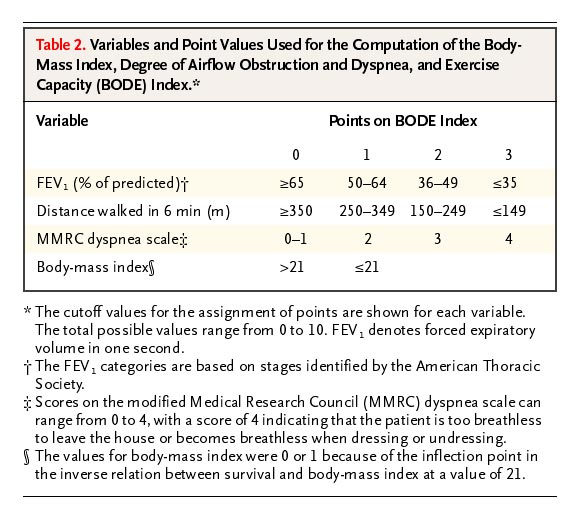 Table 2. Variables and Point Values Used for the Computation of the Body-
Mass Index, Degree of Airflow Obstruction and Dyspnea, and Exercise
Capacity (BODE) Index.*
Variable Points on BODE Index
0 1 2 3
FEV₁ (% of predicted)† ≥65 50–64 36–49 ≤35
Distance walked in 6 min (m) ≥350 250–349 150–249 ≤149
MMRC dyspnea scale‡ 0–1 2 3 4
Body-mass index§ >21 ≤21
* The cutoff values for the assignment of points are shown for each variable.
The total possible values range from 0 to 10. FEV₁ denotes forced expiratory
volume in one second.
† The FEV₁ categories are based on stages identified by the American Thoracic
Society.
‡ Scores on the modified Medical Research Council (MMRC) dyspnea scale can
range from 0 to 4, with a score of 4 indicating that the patient is too breathless
to leave the house or becomes breathless when dressing or undressing.
§ The values for body-mass index were 0 or 1 because of the inflection point in
the inverse relation between survival and body-mass index at a value of 21.